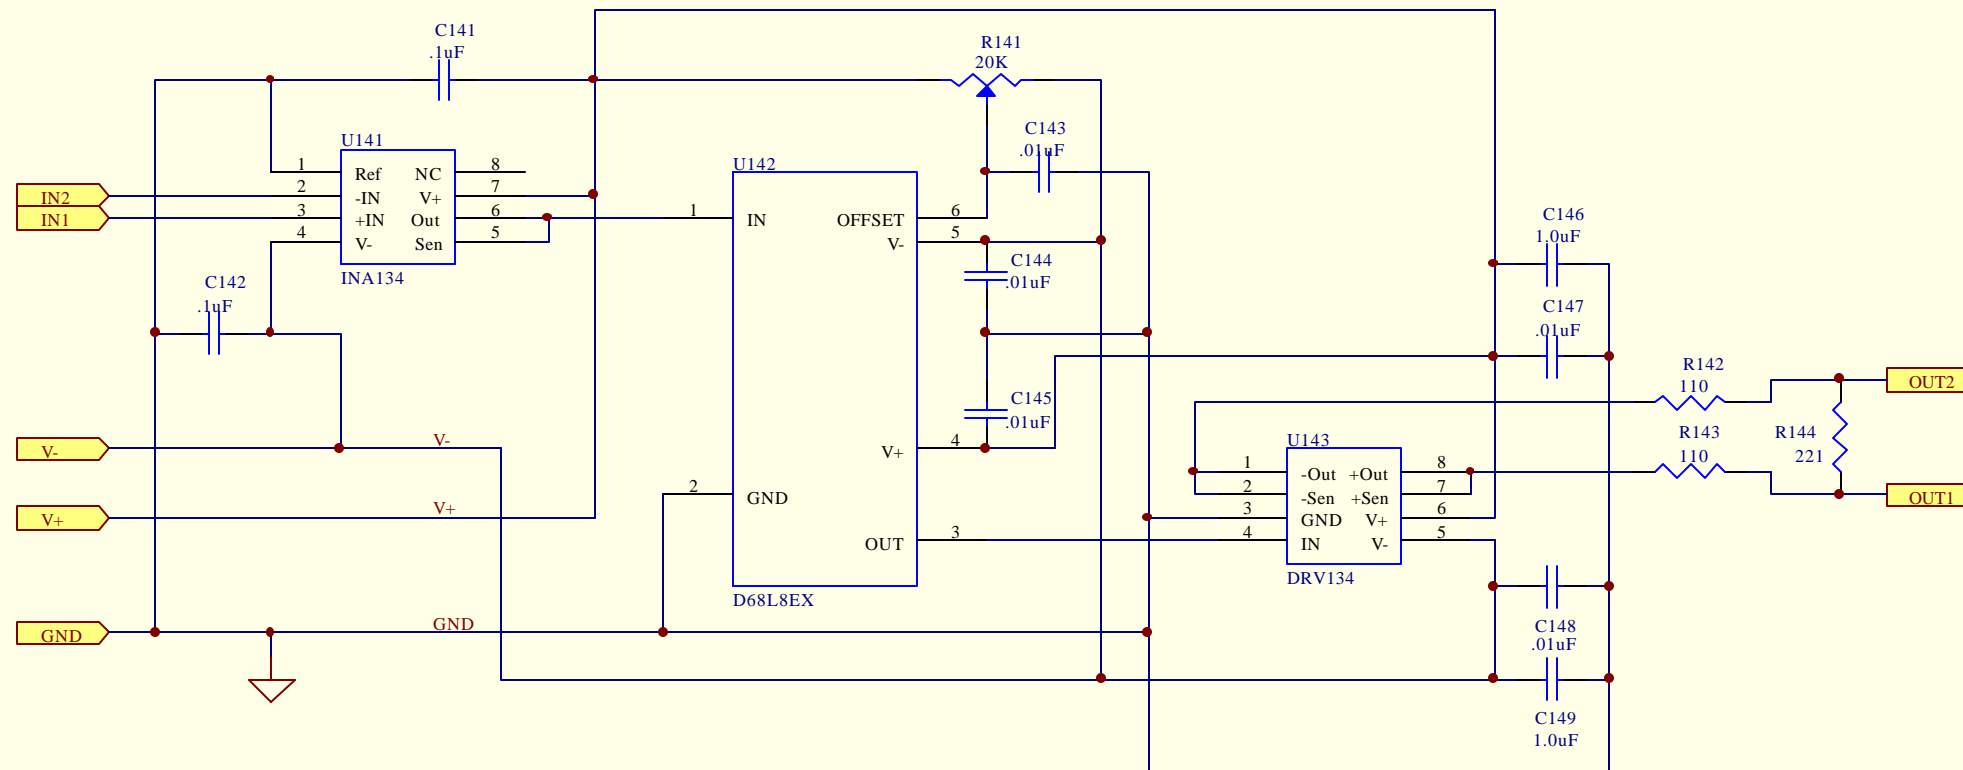 C141
.1uF
R141
20K
C143
.01uF
U141
1 Ref NC 8
2 -IN V+ 7
3 +IN Out 6
4 V- Sen 5
INA134
IN2
IN1
C142
.1uF
U142
1 IN OFFSET 6
V- 5
C144
.01uF
C145
.01uF
V+ 4
2 GND
OUT 3
D68L8EX
C146
1.0uF
C147
.01uF
R142
110
OUT2
R143
110
R144
221
OUT1
U143
1 -Out +Out 8
2 -Sen +Sen 7
3 GND V+ 6
4 IN V- 5
DRV134
V- V-
V+ V+
GND GND
C148
.01uF
C149
1.0uF